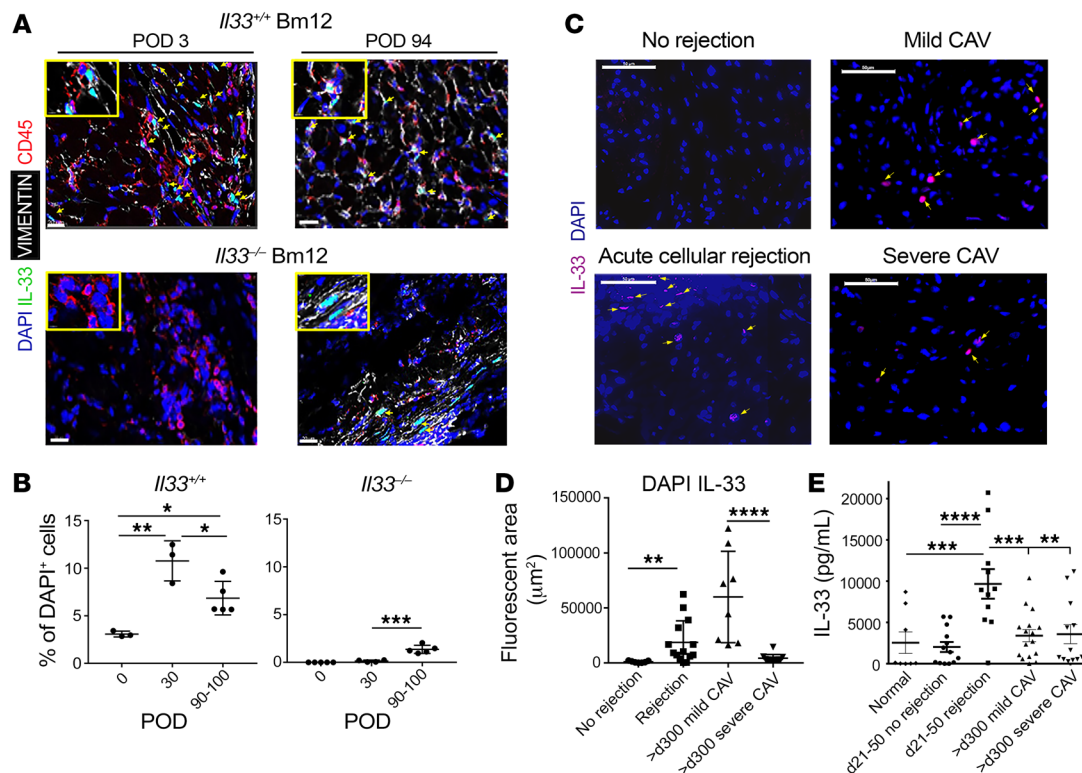 A
Il33+/+ Bm12
POD 3
POD 94
DAPI IL-33 VIMENTIN CD45
Il33–/– Bm12
B
Il33+/+
Il33–/–
% of DAPI+ cells
15
10
5
0
*
**
*
0
30
90-100
POD
15
10
5
0
***
0
30
90-100
POD
C
No rejection
Mild CAV
50μm
50μm
IL-33 DAPI
Acute cellular rejection
Severe CAV
50μm
50μm
D
DAPI IL-33
Fluorescent area
(μm2)
150000
100000
50000
0
**
****
No rejection
Rejection
>d300 mild CAV
>d300 severe CAV
E
IL-33 (pg/mL)
20000
15000
10000
5000
0
****
***
***
**
Normal
d21-50 no rejection
d21-50 rejection
>d300 mild CAV
>d300 severe CAV